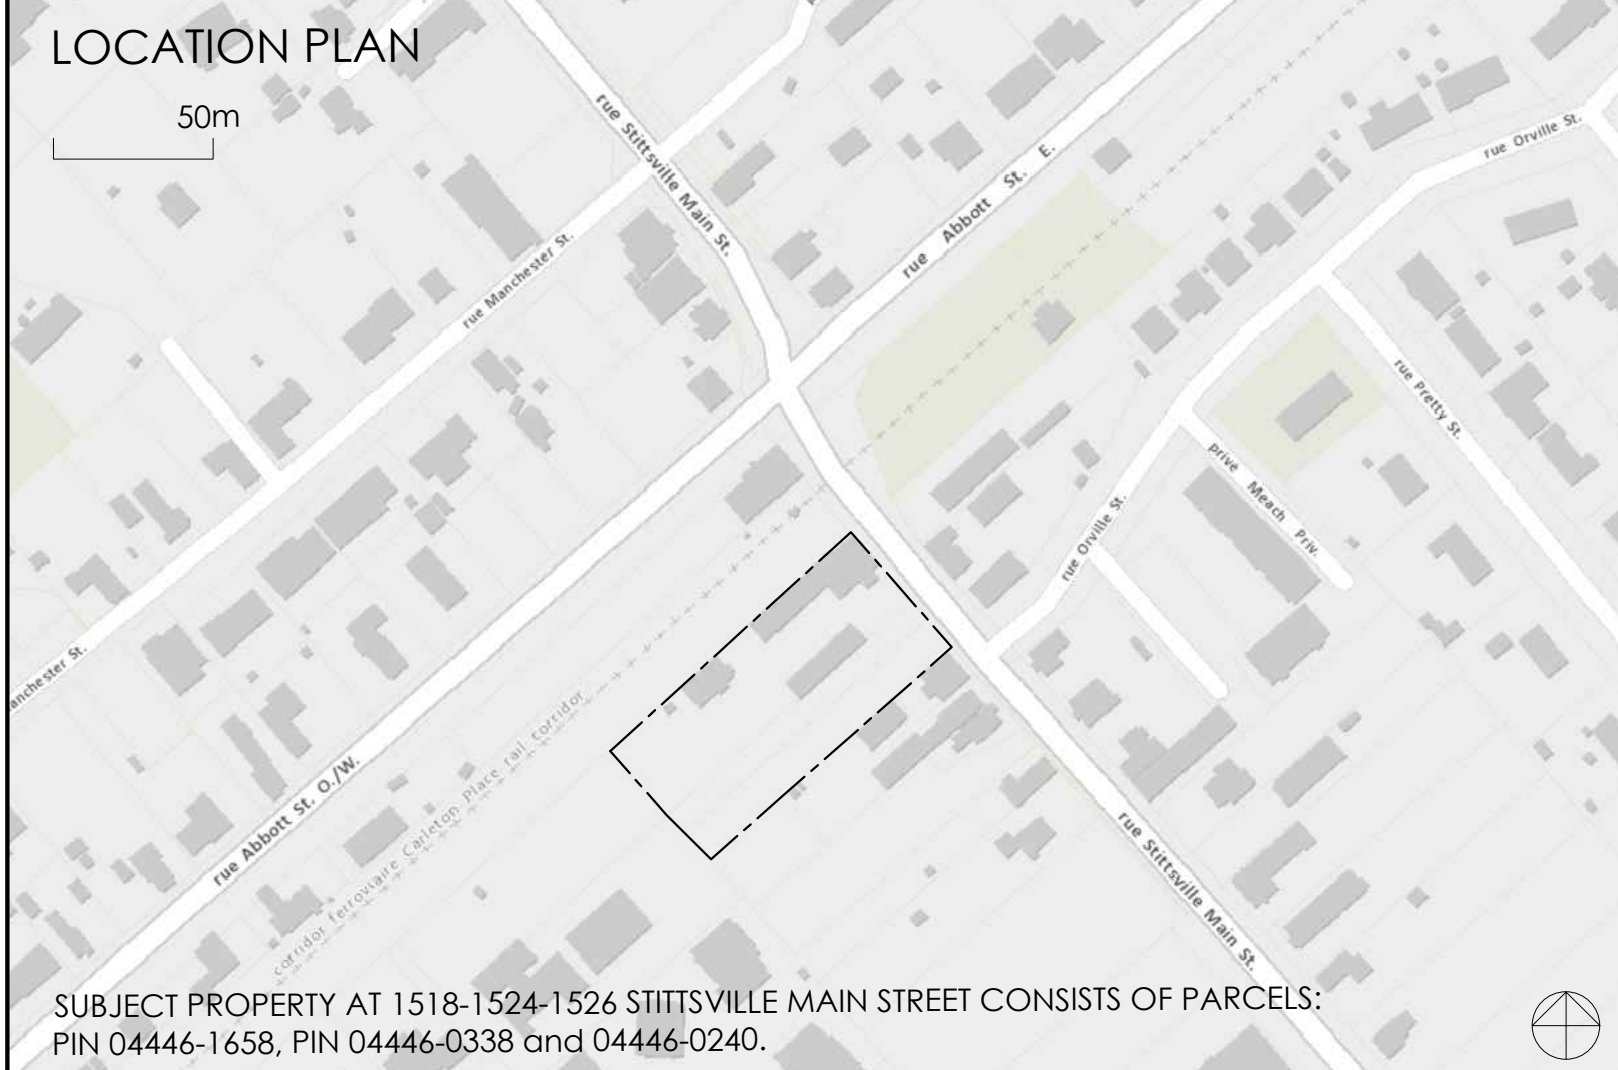 LOCATION PLAN
50m
rue Stittsville Main St.
rue Manchester St.
rue Abbott St. E.
rue Orville St.
rue Pretty St.
privé Meach Priv.
rue Orville St.
anchester St.
rue Abbott St. O./W.
corridor ferroviaire Carleton Place rail corridor
rue Stittsville Main St.
SUBJECT PROPERTY AT 1518-1524-1526 STITTSVILLE MAIN STREET CONSISTS OF PARCELS:
PIN 04446-1658, PIN 04446-0338 and 04446-0240.